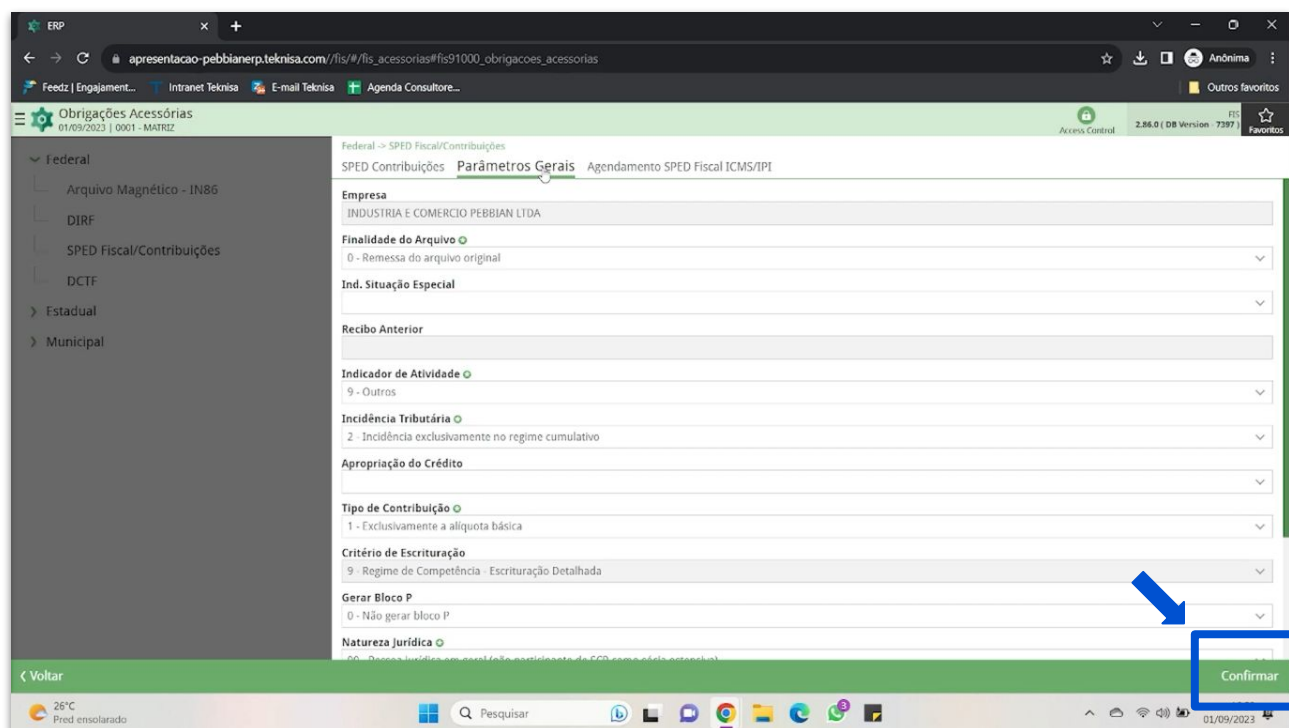 ERP
apresentacao-pebbianerp.teknisa.com//fis/#/fis_acessorias#fis91000_obrigacoes_acessorias
Anônima
Feedz | Engajament...
Intranet Teknisa
E-mail Teknisa
Agenda Consultore...
Outros favoritos
Obrigações Acessórias
01/09/2023 | 0001 - MATRIZ
Access Control
FIS
2.86.0 ( DB Version - 7397 )
Favoritos
Federal
Arquivo Magnético - IN86
DIRF
SPED Fiscal/Contribuições
DCTF
Estadual
Municipal
Federal -> SPED Fiscal/Contribuições
SPED Contribuições Parâmetros Gerais Agendamento SPED Fiscal ICMS/IPI
Empresa
INDUSTRIA E COMERCIO PEBBIAN LTDA
Finalidade do Arquivo
0 - Remessa do arquivo original
Ind. Situação Especial
Recibo Anterior
Indicador de Atividade
9 - Outros
Incidência Tributária
2 - Incidência exclusivamente no regime cumulativo
Apropriação do Crédito
Tipo de Contribuição
1 - Exclusivamente a alíquota básica
Critério de Escrituração
9 - Regime de Competência - Escrituração Detalhada
Gerar Bloco P
0 - Não gerar bloco P
Natureza Jurídica
Voltar
Confirmar
26°C
Pred ensolarado
Pesquisar
3
01/09/2023